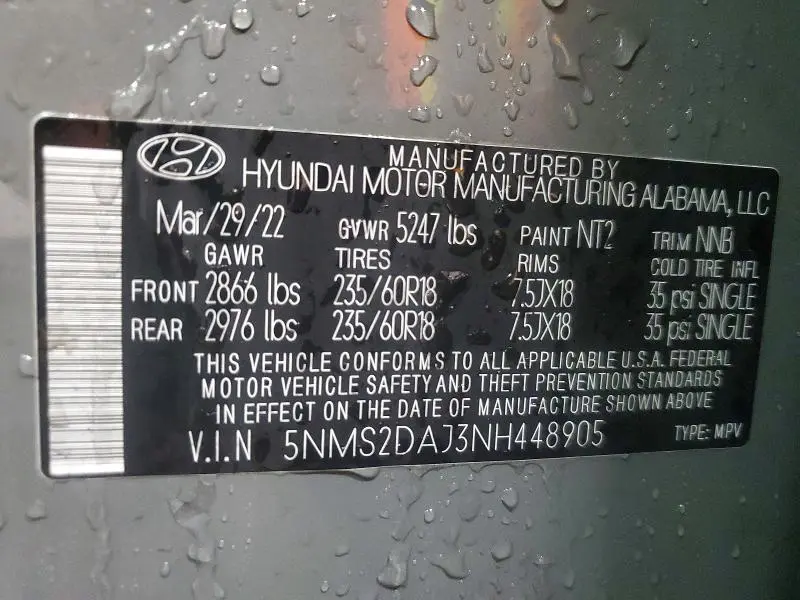 MANUFACTURED BY
HYUNDAI MOTOR MANUFACTURING ALABAMA, LLC
Mar/29/22 GVWR 5247 lbs PAINT NT2 TRIM NNB
GAWR TIRES RIMS COLD TIRE INFL
FRONT 2866 lbs 235/60R18 7.5JX18 35 psi SINGLE
REAR 2976 lbs 235/60R18 7.5JX18 35 psi SINGLE
THIS VEHICLE CONFORMS TO ALL APPLICABLE U.S.A. FEDERAL
MOTOR VEHICLE SAFETY AND THEFT PREVENTION STANDARDS
IN EFFECT ON THE DATE OF MANUFACTURE SHOWN ABOVE
V.I.N 5NMS2DAJ3NH448905 TYPE: MPV